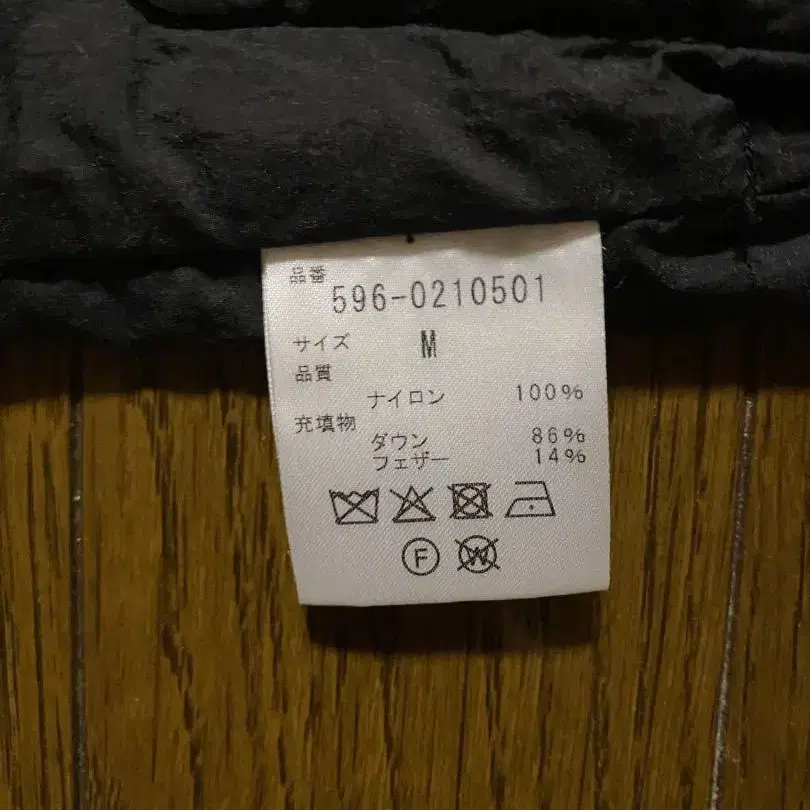 品番
596-0210501
サイズ M
品質
ナイロン 100%
充填物
ダウン 86%
フェザー 14%
F W